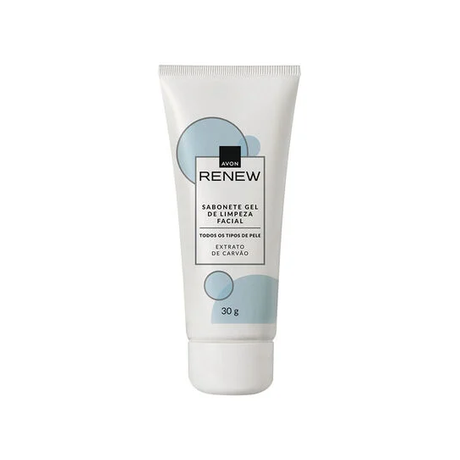 AVON
RENEW
SABONETE GEL
DE LIMPEZA
FACIAL
TODOS OS TIPOS DE PELE
EXTRATO
DE CARVÃO
30 g